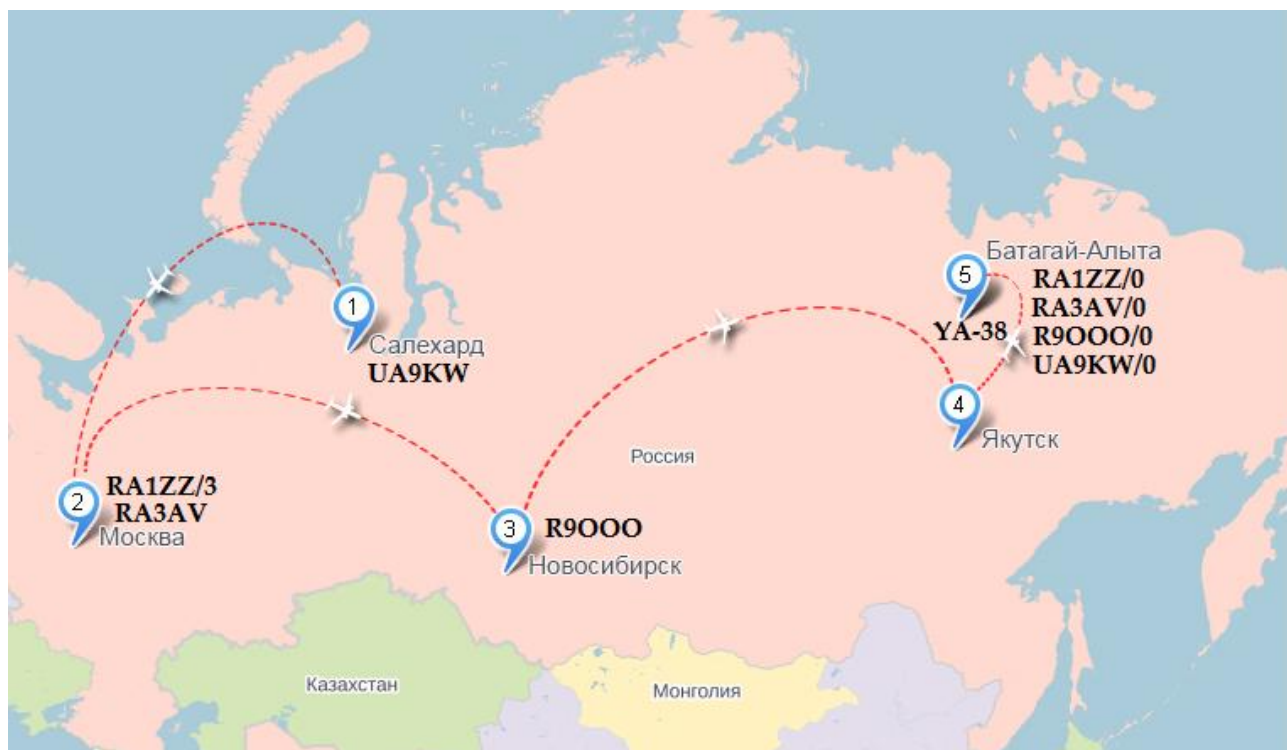 5
Батагай-Алыта
RA1ZZ/0
RA3AV/0
YA-38
R9OOO/0
UA9KW/0
1
Салехард
UA9KW
4
Якутск
Россия
2
RA1ZZ/3
RA3AV
Москва
3
R9OOO
Новосибирск
Казахстан
Монголия